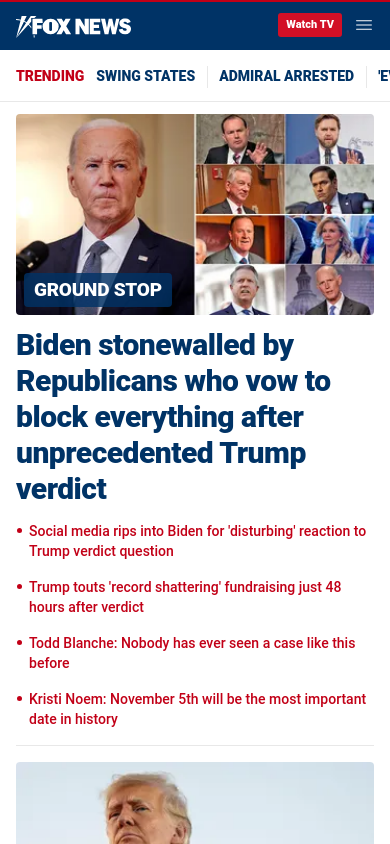 FOX NEWS
Watch TV
TRENDING SWING STATES ADMIRAL ARRESTED
GROUND STOP
Biden stonewalled by
Republicans who vow to
block everything after
unprecedented Trump
verdict
• Social media rips into Biden for 'disturbing' reaction to
Trump verdict question
• Trump touts 'record shattering' fundraising just 48
hours after verdict
• Todd Blanche: Nobody has ever seen a case like this
before
• Kristi Noem: November 5th will be the most important
date in history